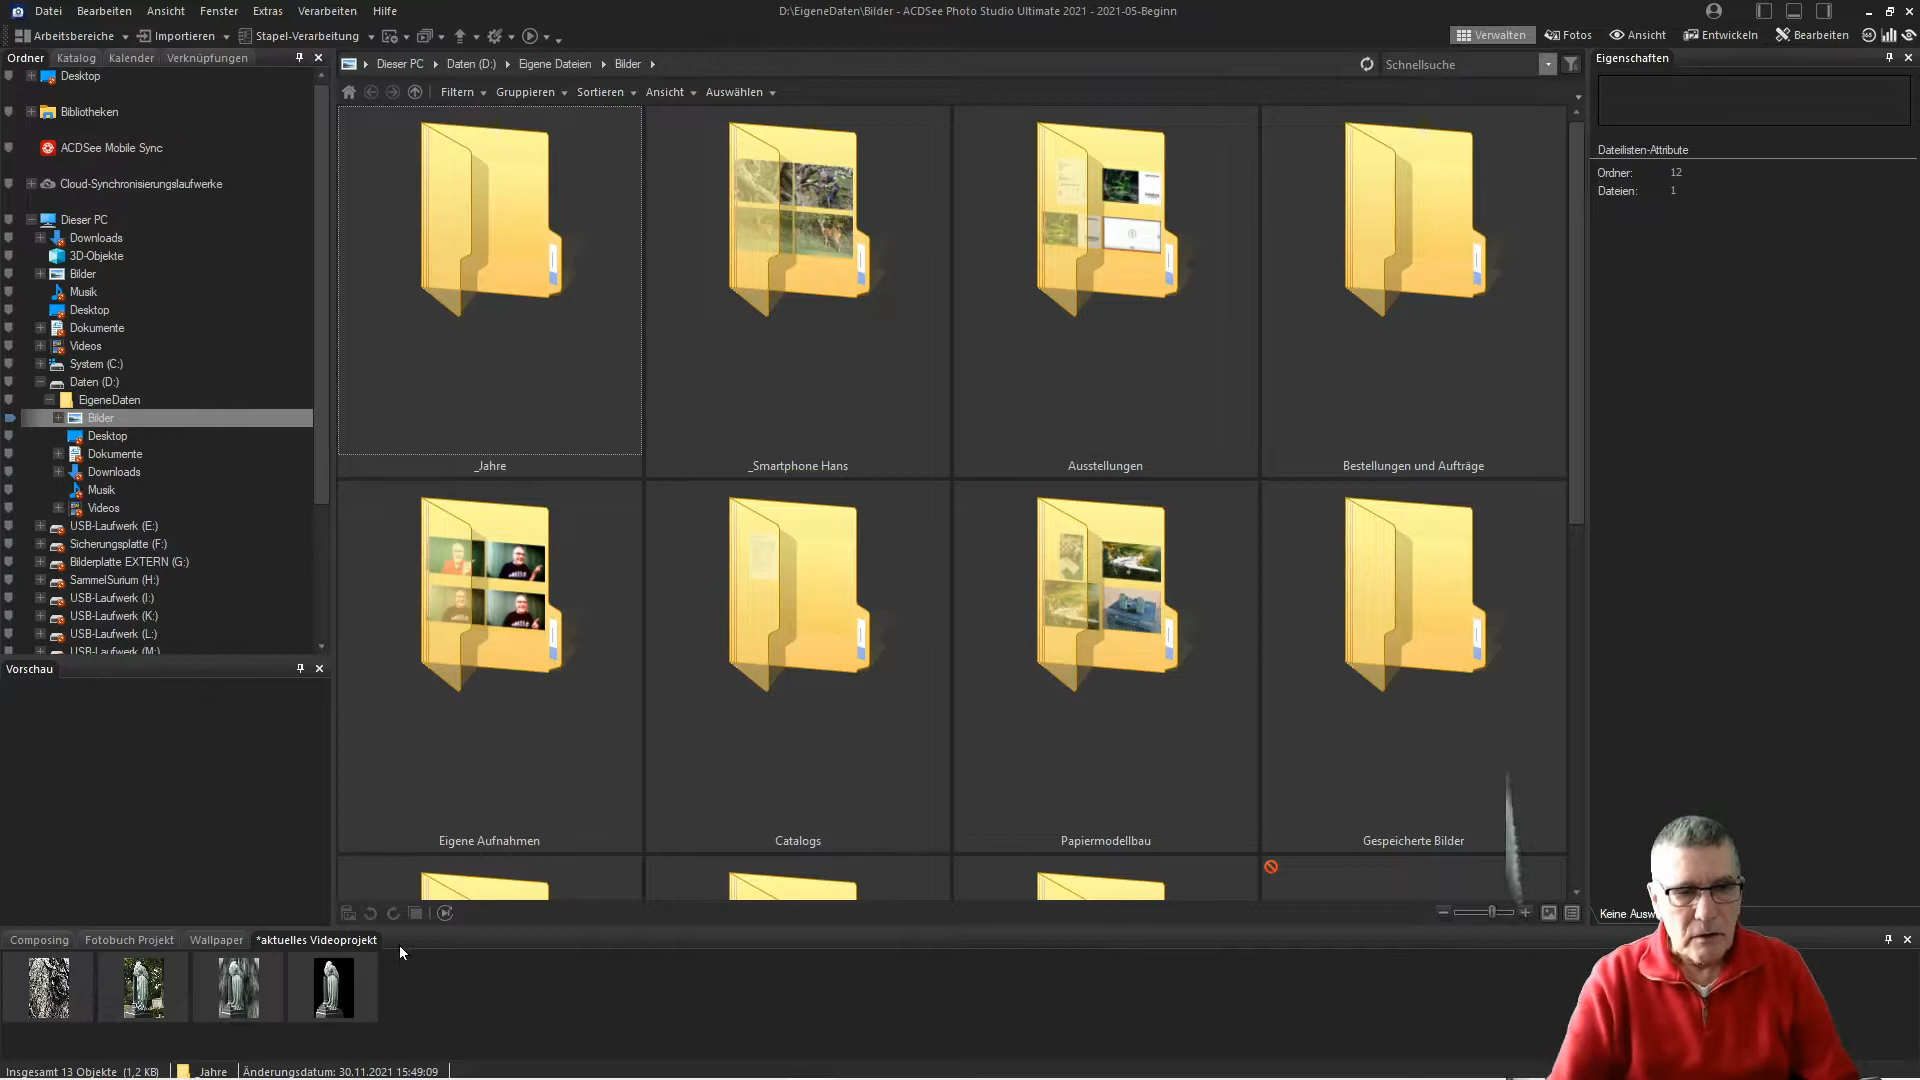 Datei Bearbeiten Ansicht Fenster Extras Verarbeiten Hilfe
D:\EigeneDaten\Bilder - ACDSee Photo Studio Ultimate 2021 - 2021-05-Beginn
Arbeitsbereiche Importieren Stapel-Verarbeitung
Verwalten Fotos Ansicht Entwickeln Bearbeiten
Ordner Katalog Kalender Verknüpfungen
Dieser PC Daten (D:) Eigene Dateien Bilder
Schnellsuche
Filtern Gruppieren Sortieren Ansicht Auswählen
Desktop
Bibliotheken
ACDSee Mobile Sync
Cloud-Synchronisierungslaufwerke
Dieser PC
Downloads
3D-Objekte
Bilder
Musik
Desktop
Dokumente
Videos
System (C:)
Daten (D:)
EigeneDaten
Bilder
Desktop
Dokumente
Downloads
Musik
Videos
USB-Laufwerk (E:)
Sicherungsplatte (F:)
Bilderplatte EXTERN (G:)
SammelSurium (H:)
USB-Laufwerk (I:)
USB-Laufwerk (K:)
USB-Laufwerk (L:)
USB-Laufwerk (M:)
Vorschau
_Jahre
_Smartphone Hans
Ausstellungen
Bestellungen und Aufträge
Eigene Aufnahmen
Catalogs
Papiermodellbau
Gespeicherte Bilder
Eigenschaften
Dateilisten-Attribute
Ordner: 12
Dateien: 1
Keine Ausw
Composing Fotobuch Projekt Wallpaper *aktuelles Videoprojekt
Insgesamt 13 Objekte (1,2 KB) _Jahre Änderungsdatum: 30.11.2021 15:49:09